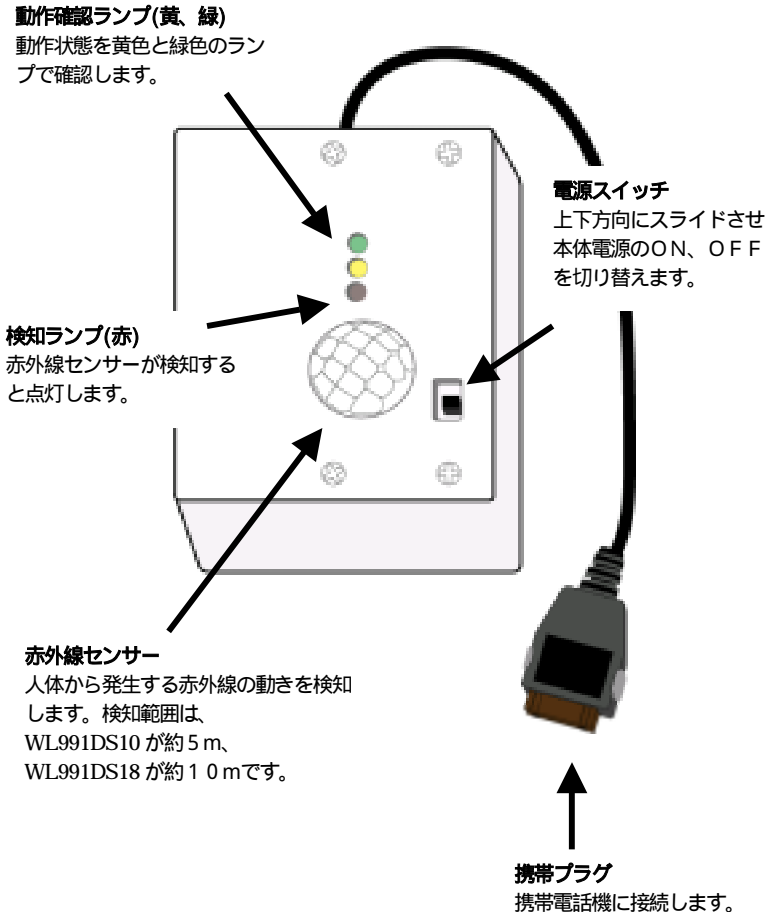 動作確認ランプ(黄、緑)
動作状態を黄色と緑色のラン
プで確認します。
電源スイッチ
上下方向にスライドさせ
本体電源のＯＮ、ＯＦＦ
を切り替えます。
検知ランプ(赤)
赤外線センサーが検知する
と点灯します。
赤外線センサー
人体から発生する赤外線の動きを検知
します。検知範囲は、
WL991DS10 が約５ｍ、
WL991DS18 が約１０ｍです。
携帯プラグ
携帯電話機に接続します。